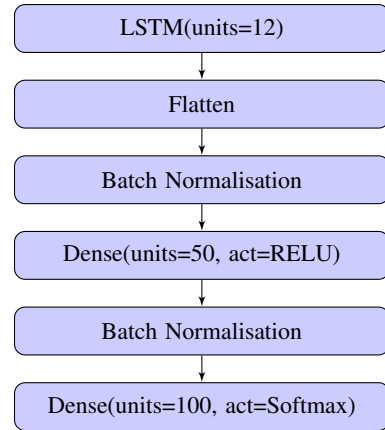 LSTM(units=12)
Flatten
Batch Normalisation
Dense(units=50, act=RELU)
Batch Normalisation
Dense(units=100, act=Softmax)